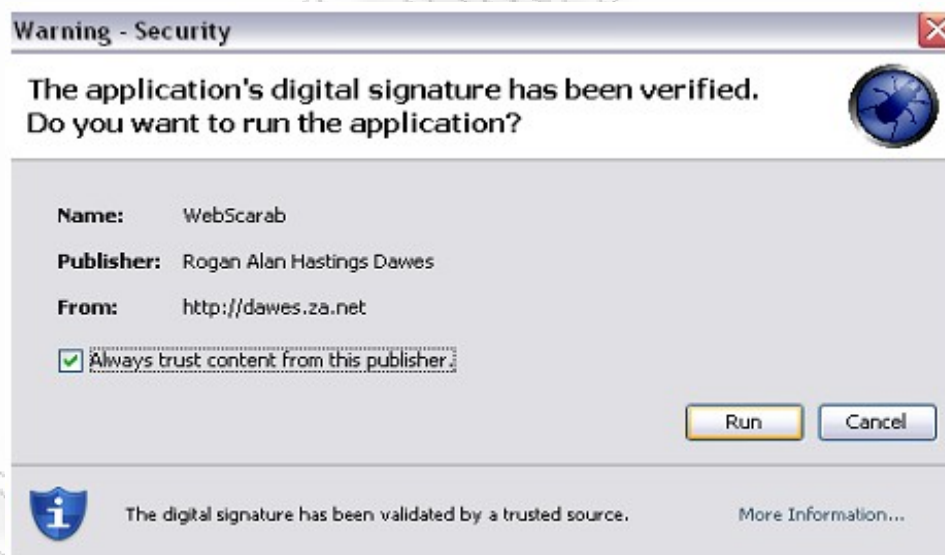 Warning - Security
The application's digital signature has been verified.
Do you want to run the application?
Name: WebScarab
Publisher: Rogan Alan Hastings Dawes
From: http://dawes.za.net
Always trust content from this publisher.
Run Cancel
The digital signature has been validated by a trusted source. More Information...